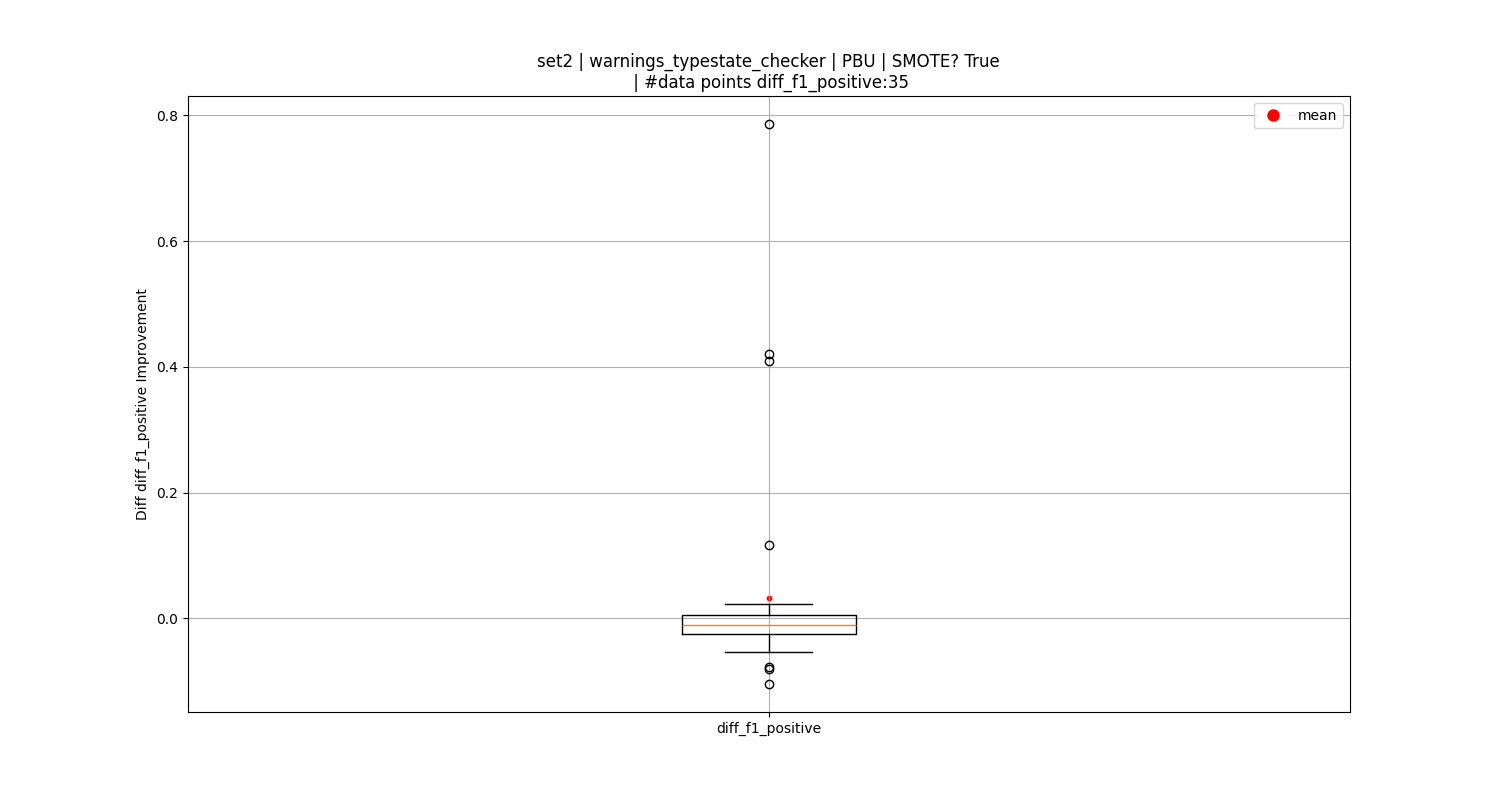 set2 | warnings_typestate_checker | PBU | SMOTE? True
| #data points diff_f1_positive:35
mean
0.8
0.6
0.4
0.2
0.0
Diff diff_f1_positive Improvement
diff_f1_positive